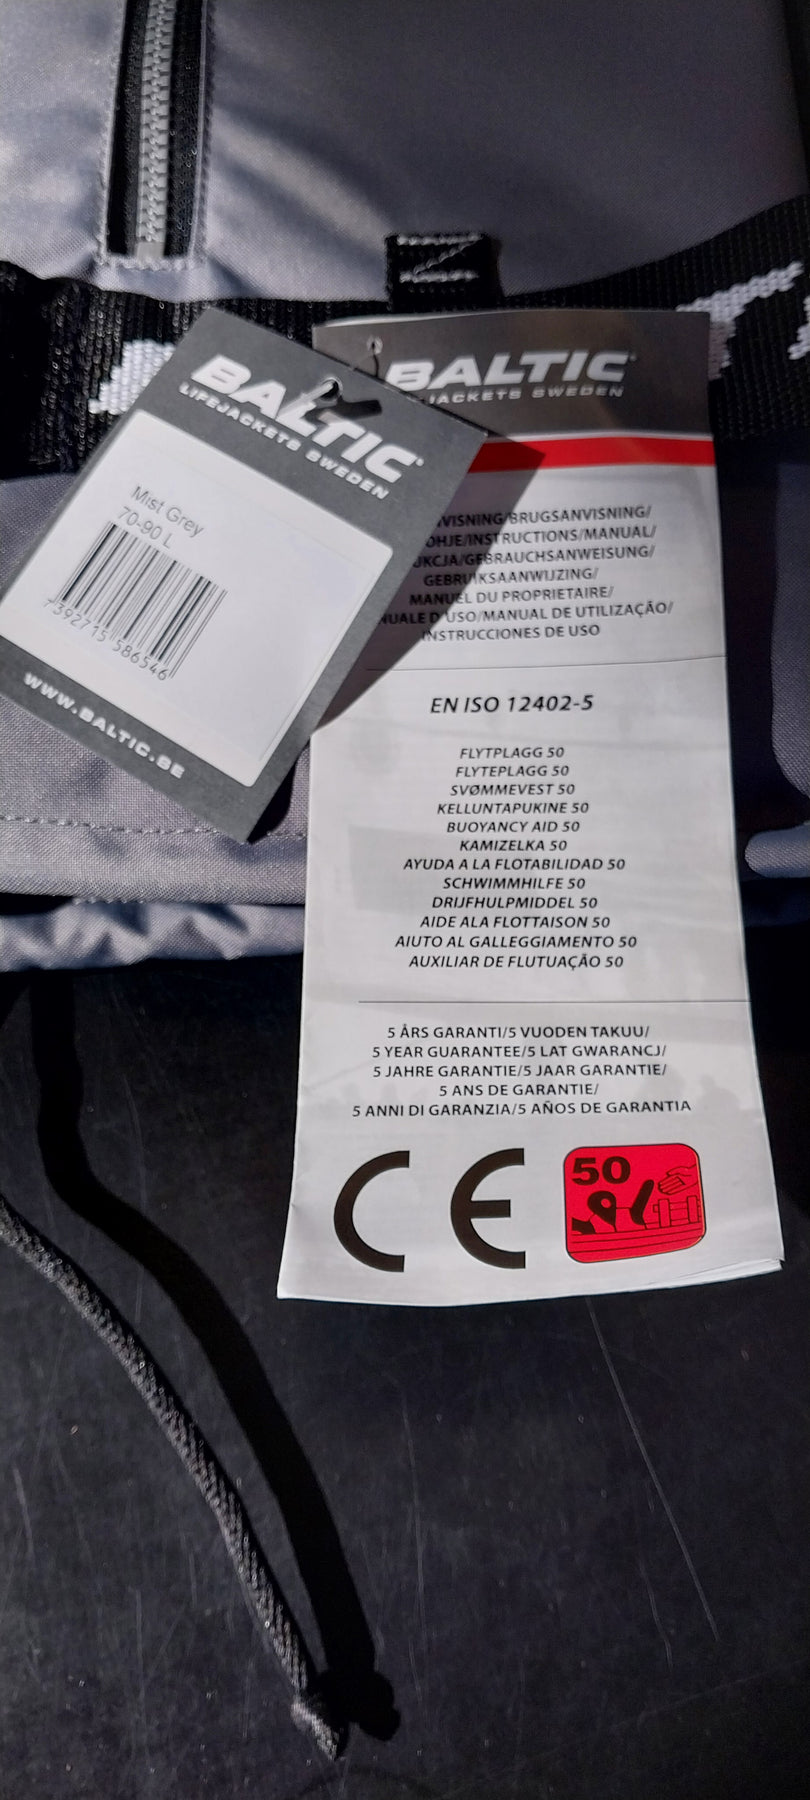 BALTIC
LIFEJACKETS SWEDEN
Mist Grey
70-90 L
7392715 586546
WWW.BALTIC.SE
BALTIC
JACKETS SWEDEN
BRUGSANVISNING/
INSTRUCTIONS/MANUAL/
GEBRAUCHSANWEISUNG/
GEBRUIKSAANWIJZING/
MANUEL DU PROPRIETAIRE/
D'USO/MANUAL DE UTILIZAÇÃO/
INSTRUCCIONES DE USO
EN ISO 12402-5
FLYTPLAGG 50
FLYTEPLAGG 50
SVØMMEVEST 50
KELLUNTAPUKINE 50
BUOYANCY AID 50
KAMIZELKA 50
AYUDA A LA FLOTABILIDAD 50
SCHWIMMHILFE 50
DRIJFHULPMIDDEL 50
AIDE ALA FLOTTAISON 50
AIUTO AL GALLEGGIAMENTO 50
AUXILIAR DE FLUTUAÇÃO 50
5 ÅRS GARANTI/5 VUODEN TAKUU/
5 YEAR GUARANTEE/5 LAT GWARANCJ/
5 JAHRE GARANTIE/5 JAAR GARANTIE/
5 ANS DE GARANTIE/
5 ANNI DI GARANZIA/5 AÑOS DE GARANTIA
CE
50